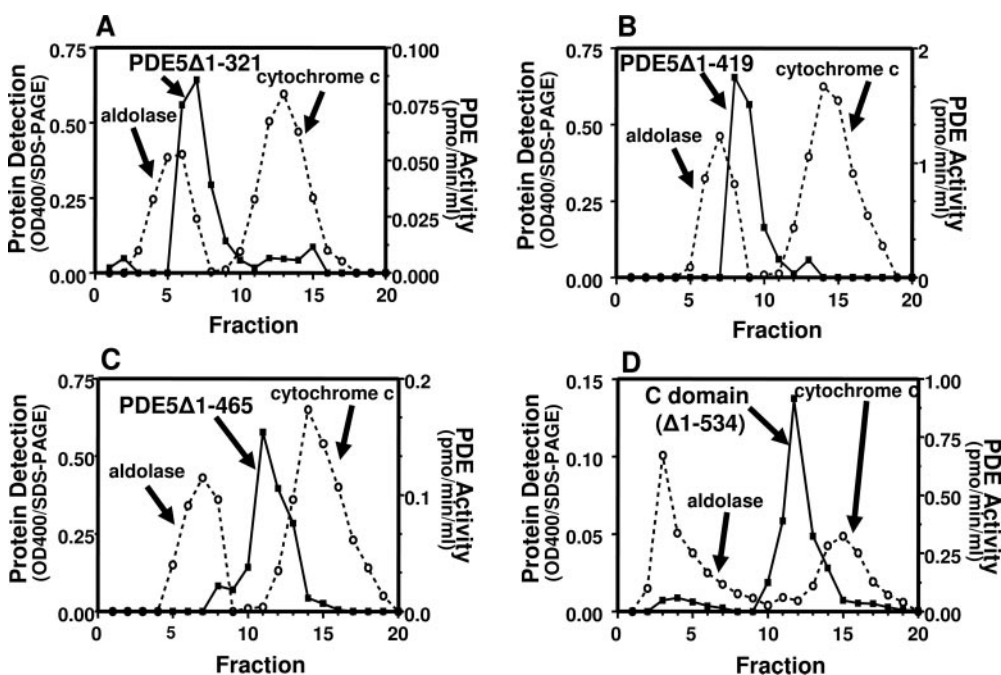 A
0.75
0.50
0.25
0.00
Protein Detection
(OD400/SDS-PAGE)
PDE5Δ1-321
aldolase
cytochrome c
0.100
0.075
0.050
0.025
0.000
PDE Activity
(pmo/min/ml)
0 5 10 15 20
Fraction
B
0.75
0.50
0.25
0.00
Protein Detection
(OD400/SDS-PAGE)
PDE5Δ1-419
aldolase
cytochrome c
2
1
0
PDE Activity
(pmo/min/ml)
0 5 10 15 20
Fraction
C
0.75
0.50
0.25
0.00
Protein Detection
(OD400/SDS-PAGE)
PDE5Δ1-465
aldolase
cytochrome c
0.2
0.1
0.0
PDE Activity
(pmo/min/ml)
0 5 10 15 20
Fraction
D
0.15
0.10
0.05
0.00
Protein Detection
(OD400/SDS-PAGE)
C domain
(Δ1-534)
aldolase
cytochrome c
1.00
0.75
0.50
0.25
0.00
PDE Activity
(pmo/min/ml)
0 5 10 15 20
Fraction